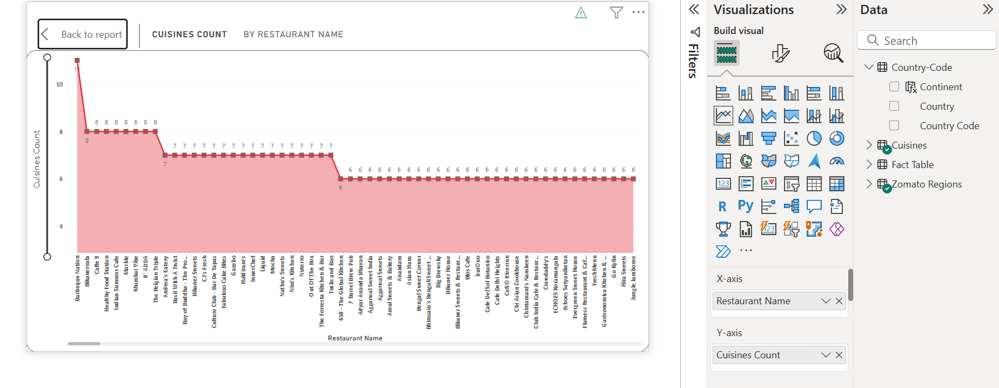 Back to report
CUISINES COUNT
BY RESTAURANT NAME
Cuisines Count
10
8
6
4
11
8
8 8 8 8 8 8 8
7
7 7 7 7 7 7 7 7 7 7 7 7 7 7 7 7 7
6
6 6 6 6 6 6 6 6 6 6 6 6 6 6 6 6 6 6 6 6 6 6 6 6 6 6 6 6 6 6
Barbeque Nation
Bikanervala
Caffe 9
Healthy Food Station
Indian Summer Cafe
Marble
Mumbai Vibe
R' ADDA
The Belgian Triple
Andrea's Eatery
Basil With A Twist
Bay of Buddha - The Pro...
Bikaner Sweets
CJ's Fresh
Culture Club - Bar De Tapas
Fabulous Cake Bites
Gazebo
Haldiram's
InnerChef
Liquid
Mocha
Nathu's Sweets
Nini's Kitchen
Nuterro
Out Of The Box
The Forresta Kitchen & Bar
Tucks and Bao
650 - The Global Kitchen
7 Barrel Brew Pub
Adyar Ananda Bhavan
Aggarwal Sweet India
Aggarwal Sweets
Amul Sweets & Bakery
Anandam
Asian Haus
Bengal Sweet Corner
Bhimsain's Bengali Sweet ...
Big Brewsky
Bikaner House
Bikaner Sweets & Restaur...
Blos Cafe
bui©no
Cafe Del Sol Botanico
Cafe Delhi Heights
Caf© Riverrun
Chi Asian Cookhouse
Chintamani's Namkeen
Club India Cafe & Restaur...
Crawdaddy's
ECHOES Koramangala
Echoes Satyaniketan
Evergreen Sweet House
Flamess Restaurant & Caf...
FreshMenu
Gastronomica Kitchen & ...
Go Kylin
Hira Sweets
Jungle Jamboree
Restaurant Name
Filters
Visualizations
Build visual
123
R
Py
123
...
X-axis
Restaurant Name
Y-axis
Cuisines Count
Data
Search
Country-Code
Continent
Country
Country Code
Cuisines
Fact Table
Zomato Regions